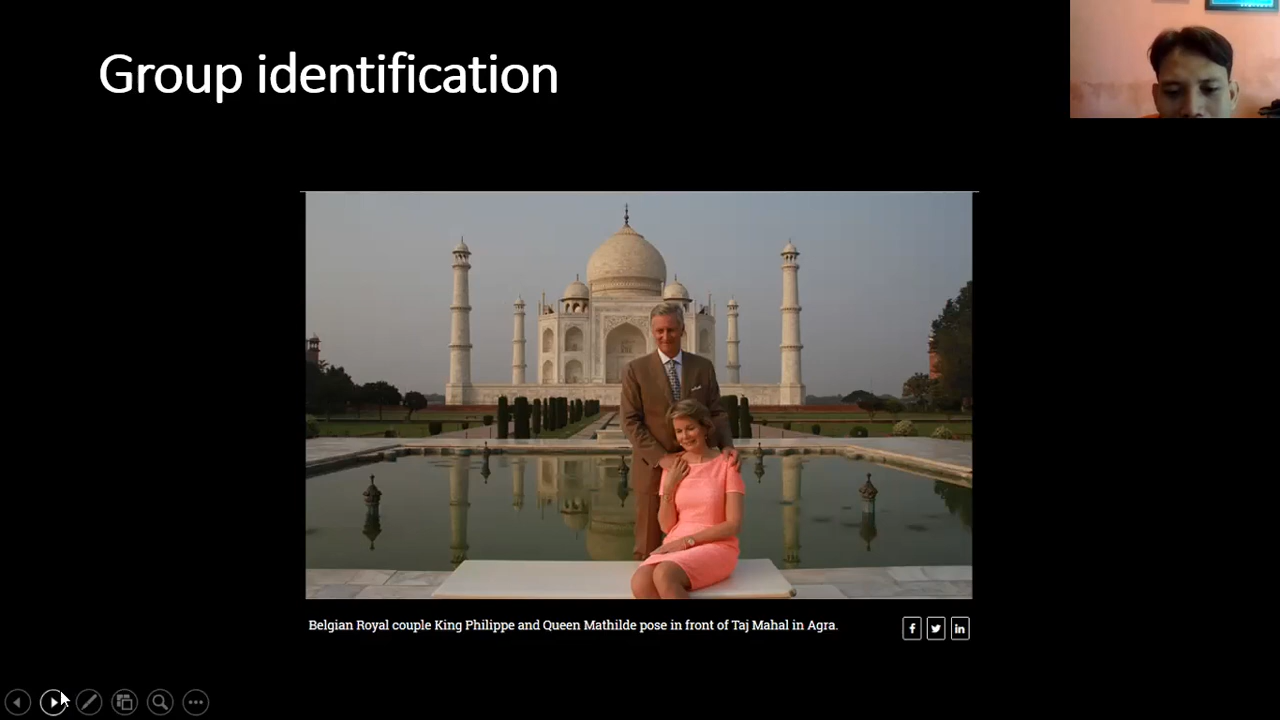 Group identification
Belgian Royal couple King Philippe and Queen Mathilde pose in front of Taj Mahal in Agra.